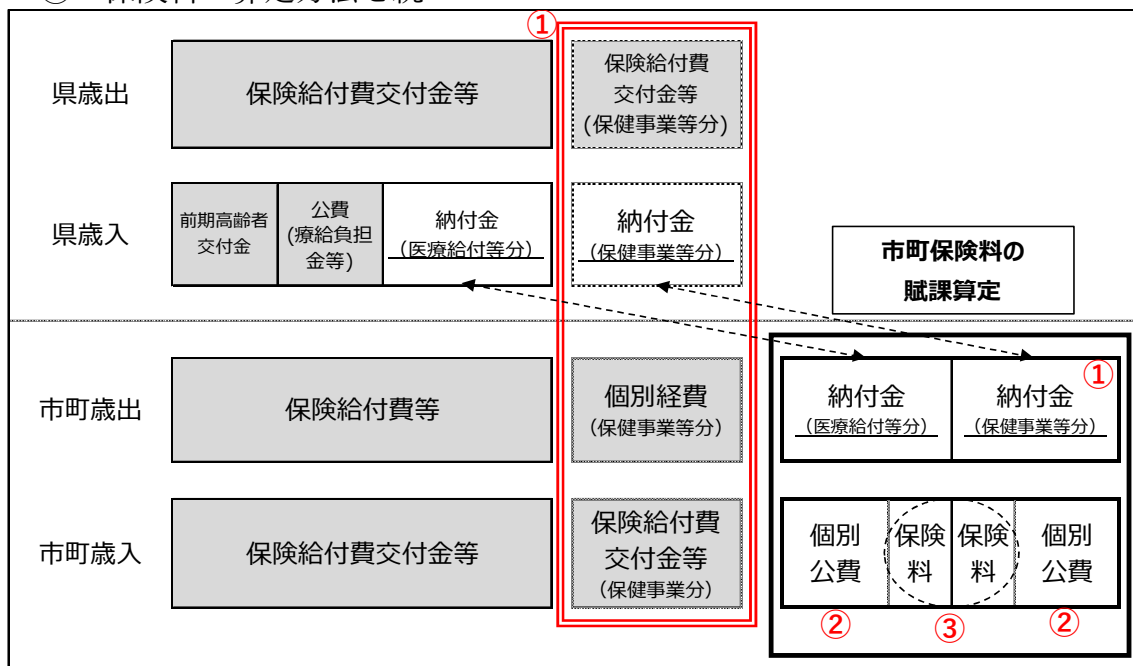 ①
県歳出
保険給付費交付金等
保険給付費
交付金等
(保健事業等分)
県歳入
前期高齢者
交付金
公費
(療給負担
金等)
納付金
（医療給付等分）
納付金
（保健事業等分）
市町保険料の
賦課算定
市町歳出
保険給付費等
個別経費
（保健事業等分）
納付金
（医療給付等分）
納付金
（保健事業等分）
①
市町歳入
保険給付費交付金等
保険給付費
交付金等
（保健事業分）
個別
公費
保険
料
保険
料
個別
公費
②
③
②